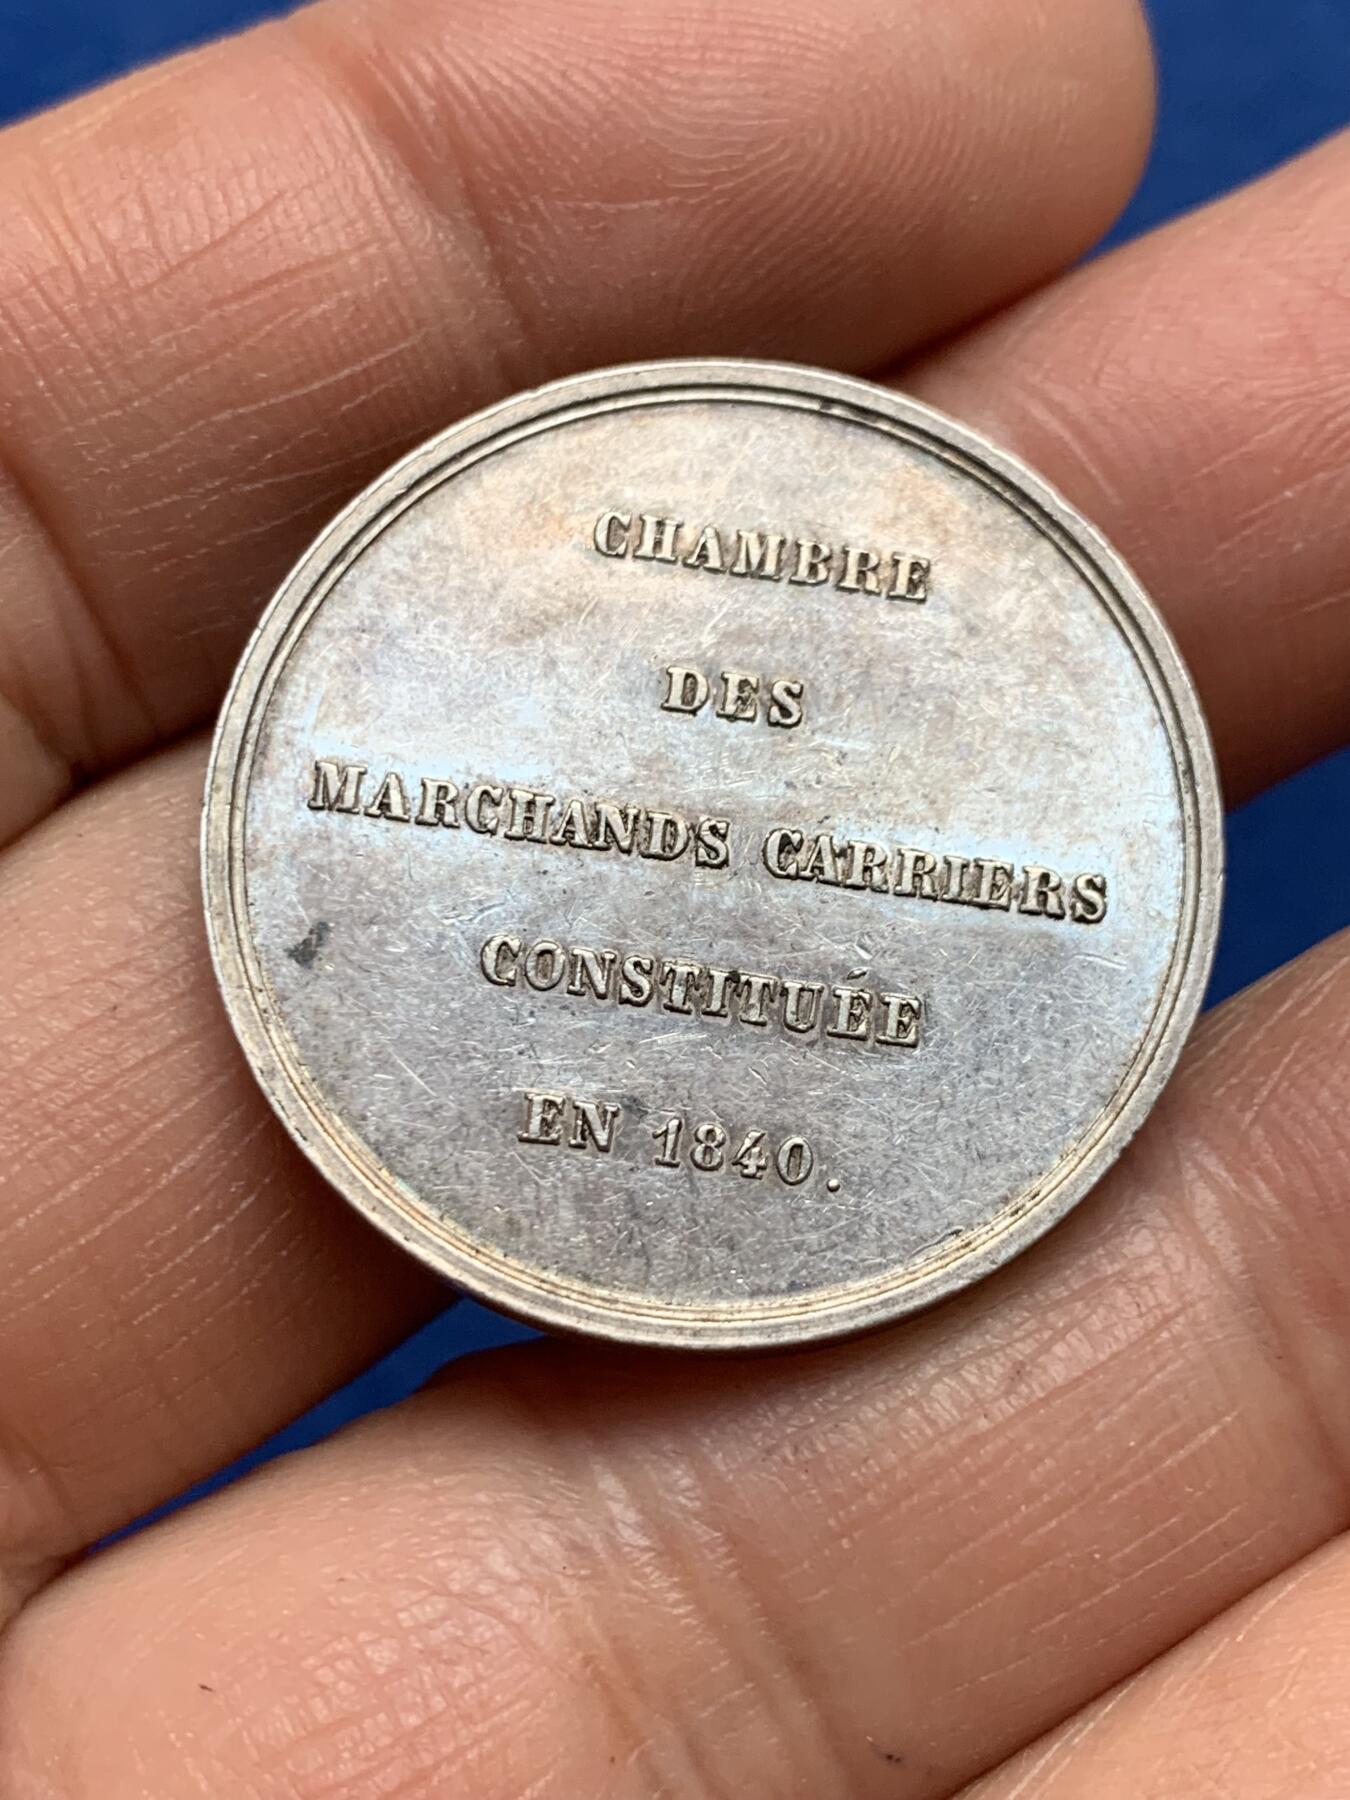 CHAMBRE
DES
MARCHANDS CARRIERS
CONSTITUÉE
EN 1840.